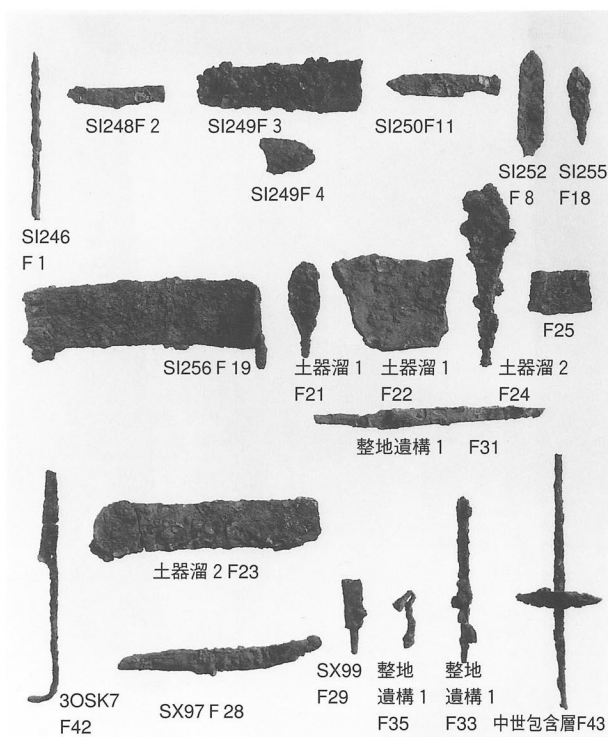 SI248F 2
SI249F 3
SI250F11
SI249F 4
SI252
F 8
SI255
F18
SI246
F 1
SI256 F 19
土器溜 1
F21
土器溜 1
F22
土器溜 2
F24
F25
整地遺構 1 F31
土器溜 2 F23
3OSK7
F42
SX97 F 28
SX99
F29
整地
遺構 1
F35
整地
遺構 1
F33
中世包含層F43